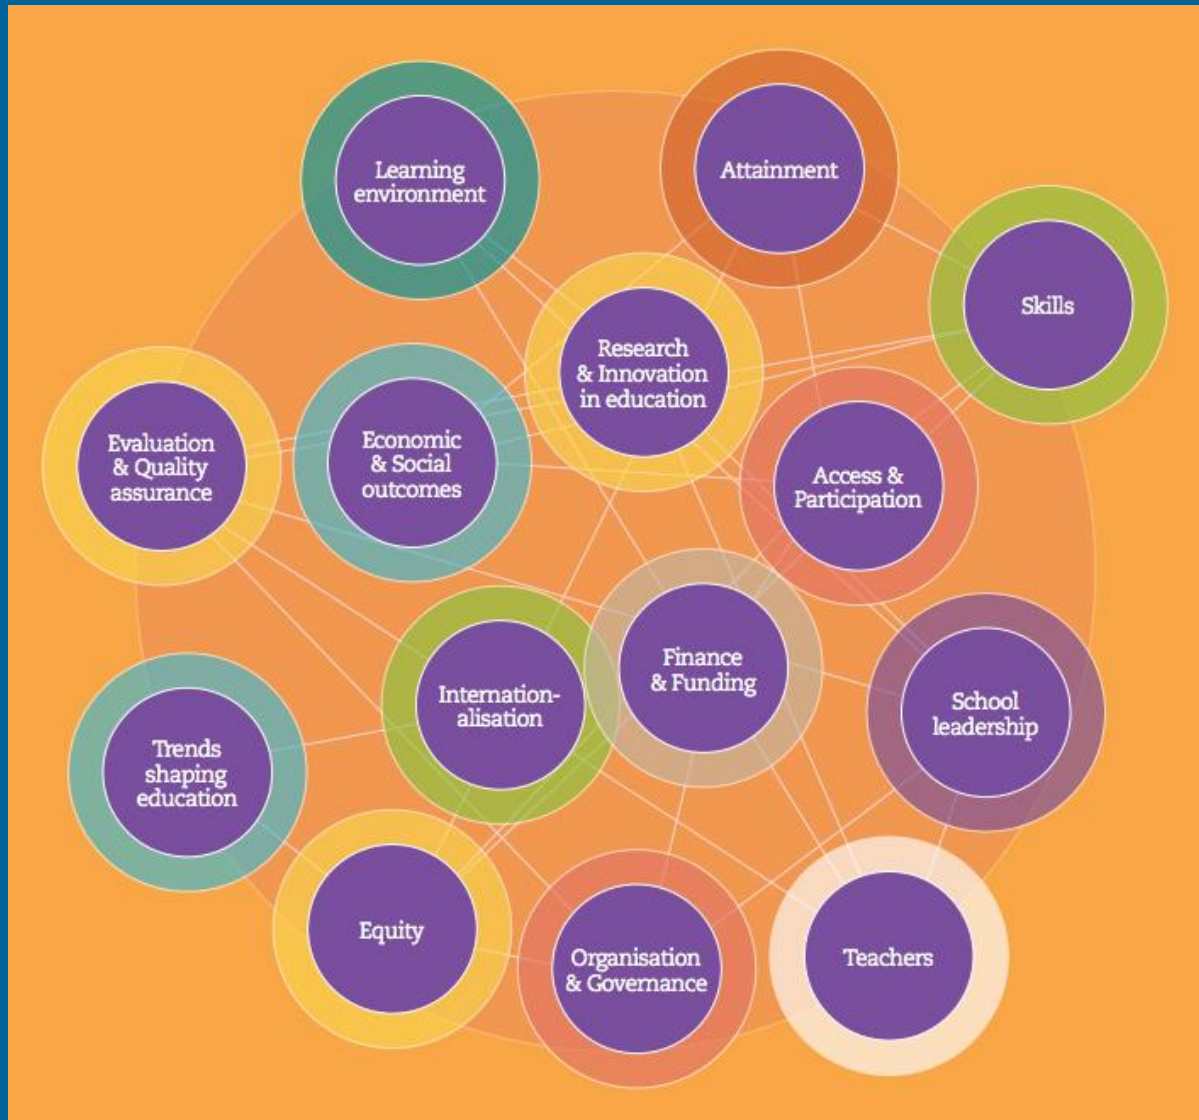 Learning
environment
Attainment
Skills
Research
& Innovation
in education
Evaluation
& Quality
assurance
Economic
& Social
outcomes
Access &
Participation
Internation-
alisation
Finance
& Funding
School
leadership
Trends
shaping
education
Equity
Organisation
& Governance
Teachers